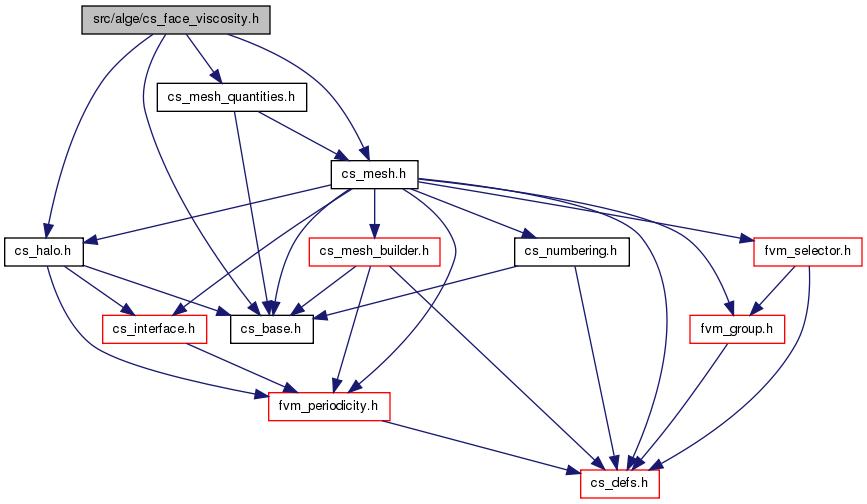 src/alge/cs_face_viscosity.h
cs_mesh_quantities.h
cs_mesh.h
cs_halo.h
cs_mesh_builder.h
cs_numbering.h
fvm_selector.h
cs_interface.h
cs_base.h
fvm_group.h
fvm_periodicity.h
cs_defs.h